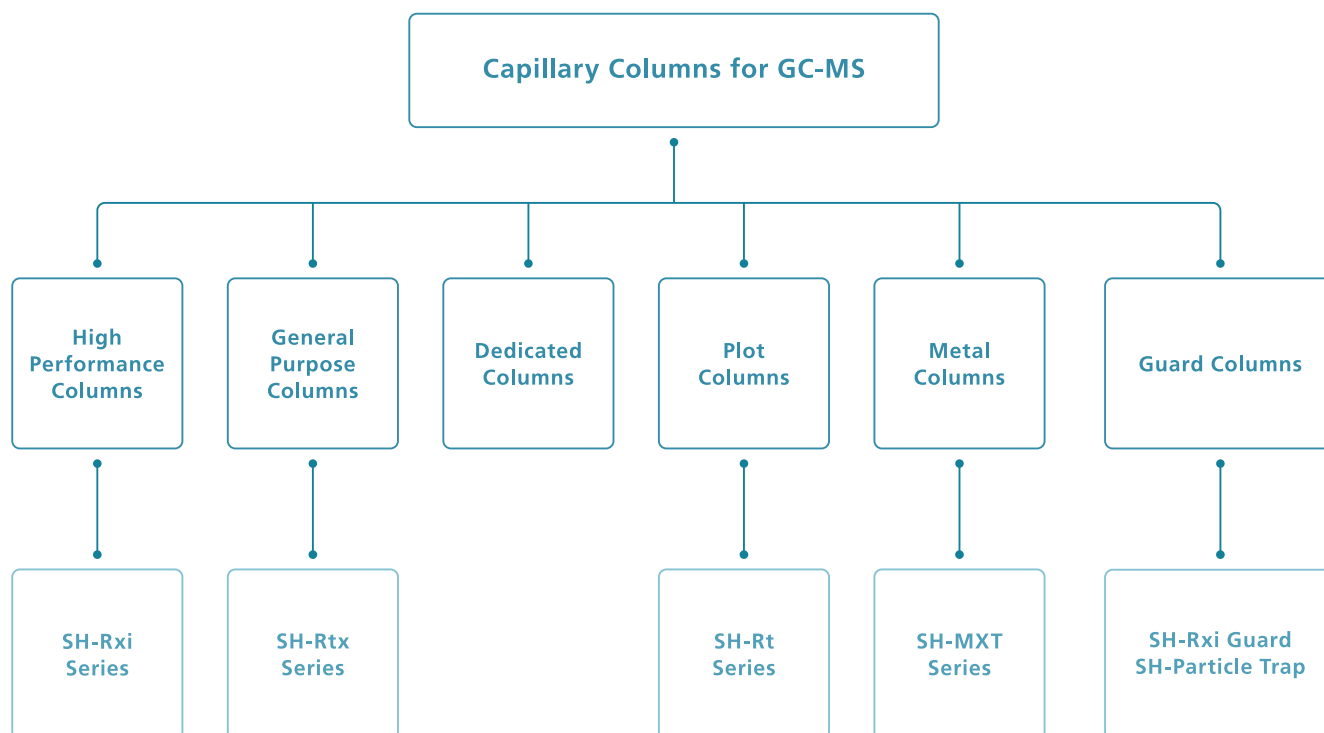 Capillary Columns for GC-MS
High
Performance
Columns
General
Purpose
Columns
Dedicated
Columns
Plot
Columns
Metal
Columns
Guard Columns
SH-Rxi
Series
SH-Rtx
Series
SH-Rt
Series
SH-MXT
Series
SH-Rxi Guard
SH-Particle Trap